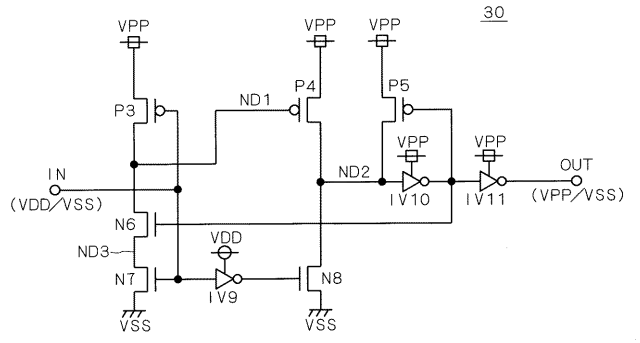 30
VPP
VPP
VPP
P3
ND1
P4
P5
IN
(VDD/VSS)
ND2
VPP
IV10
VPP
IV11
OUT
(VPP/VSS)
N6
ND3
N7
VDD
IV9
N8
VSS
VSS